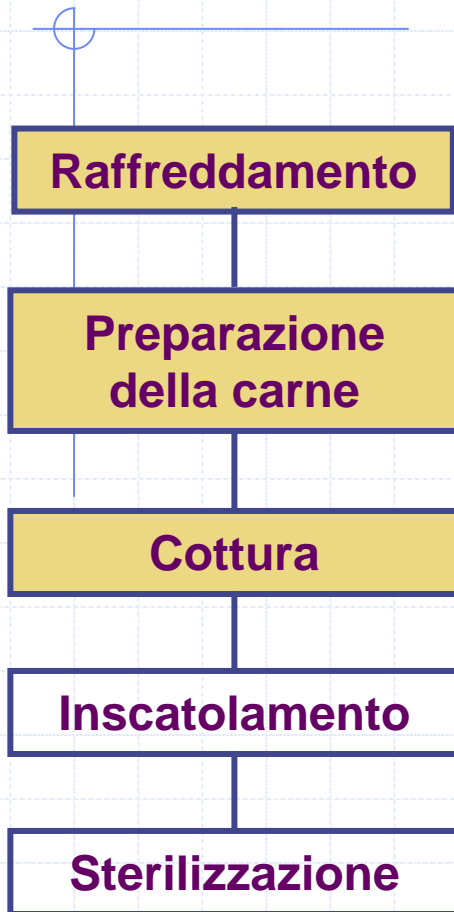 Raffreddamento
Preparazione
della carne
Cottura
Inscatolamento
Sterilizzazione